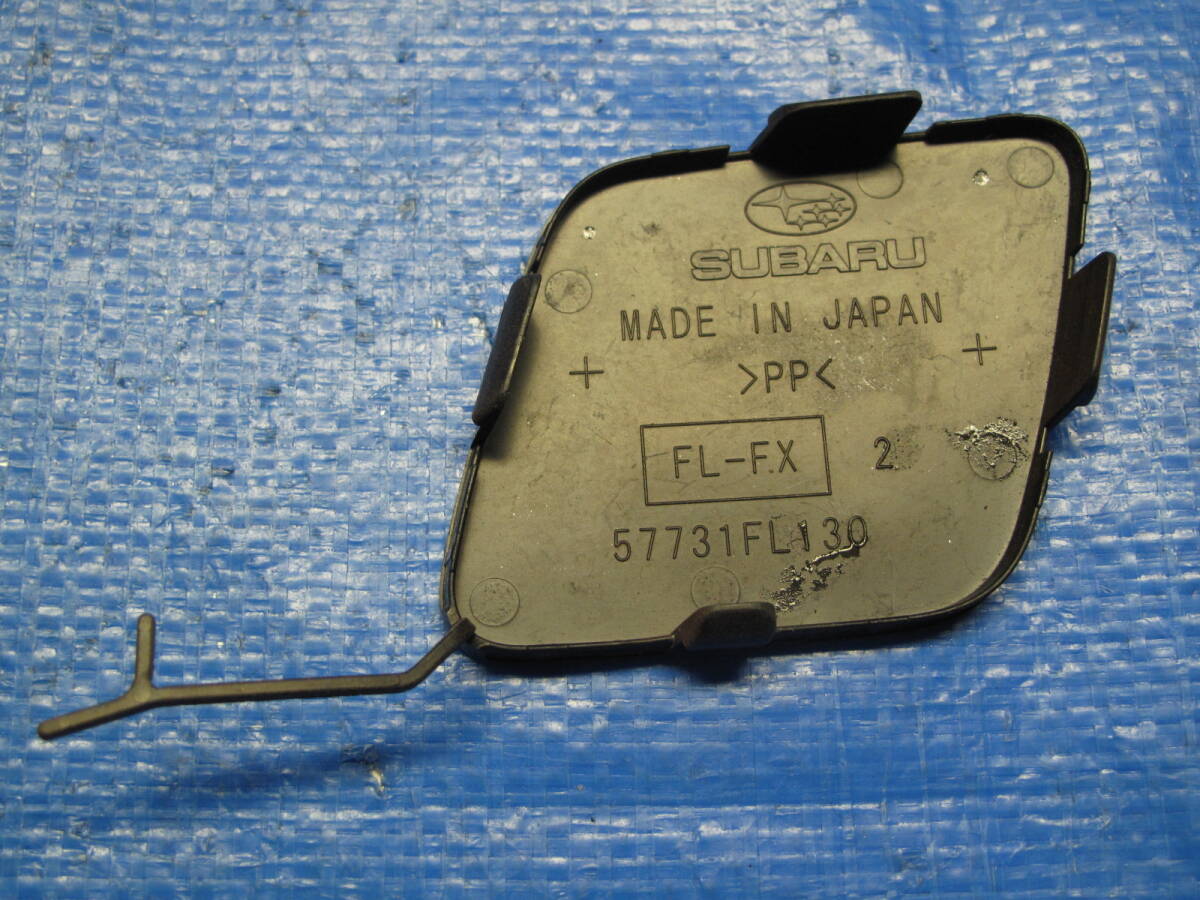 SUBARU
MADE IN JAPAN
>PP<
FL-FX 2
57731FL130